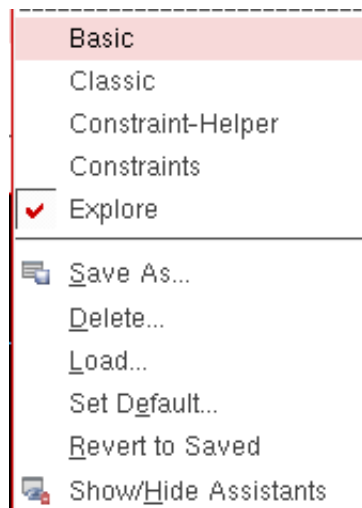 Basic
Classic
Constraint-Helper
Constraints
Explore
Save As...
Delete...
Load...
Set Default...
Revert to Saved
Show/Hide Assistants